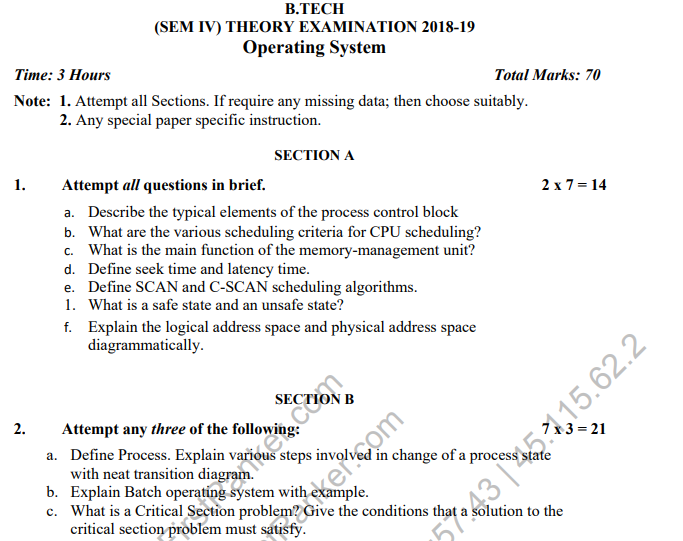 B.TECH
(SEM IV) THEORY EXAMINATION 2018-19
Operating System
Time: 3 Hours Total Marks: 70
Note: 1. Attempt all Sections. If require any missing data; then choose suitably.
2. Any special paper specific instruction.
SECTION A
1. Attempt all questions in brief. 2 x 7 = 14
a. Describe the typical elements of the process control block
b. What are the various scheduling criteria for CPU scheduling?
c. What is the main function of the memory-management unit?
d. Define seek time and latency time.
e. Define SCAN and C-SCAN scheduling algorithms.
1. What is a safe state and an unsafe state?
f. Explain the logical address space and physical address space
diagrammatically.
SECTION B
2. Attempt any three of the following: 7 x 3 = 21
a. Define Process. Explain various steps involved in change of a process state
with neat transition diagram.
b. Explain Batch operating system with example.
c. What is a Critical Section problem? Give the conditions that a solution to the
critical section problem must satisfy.
FirstRanker.com
Ranker.com
57.43 | 45.115.62.2